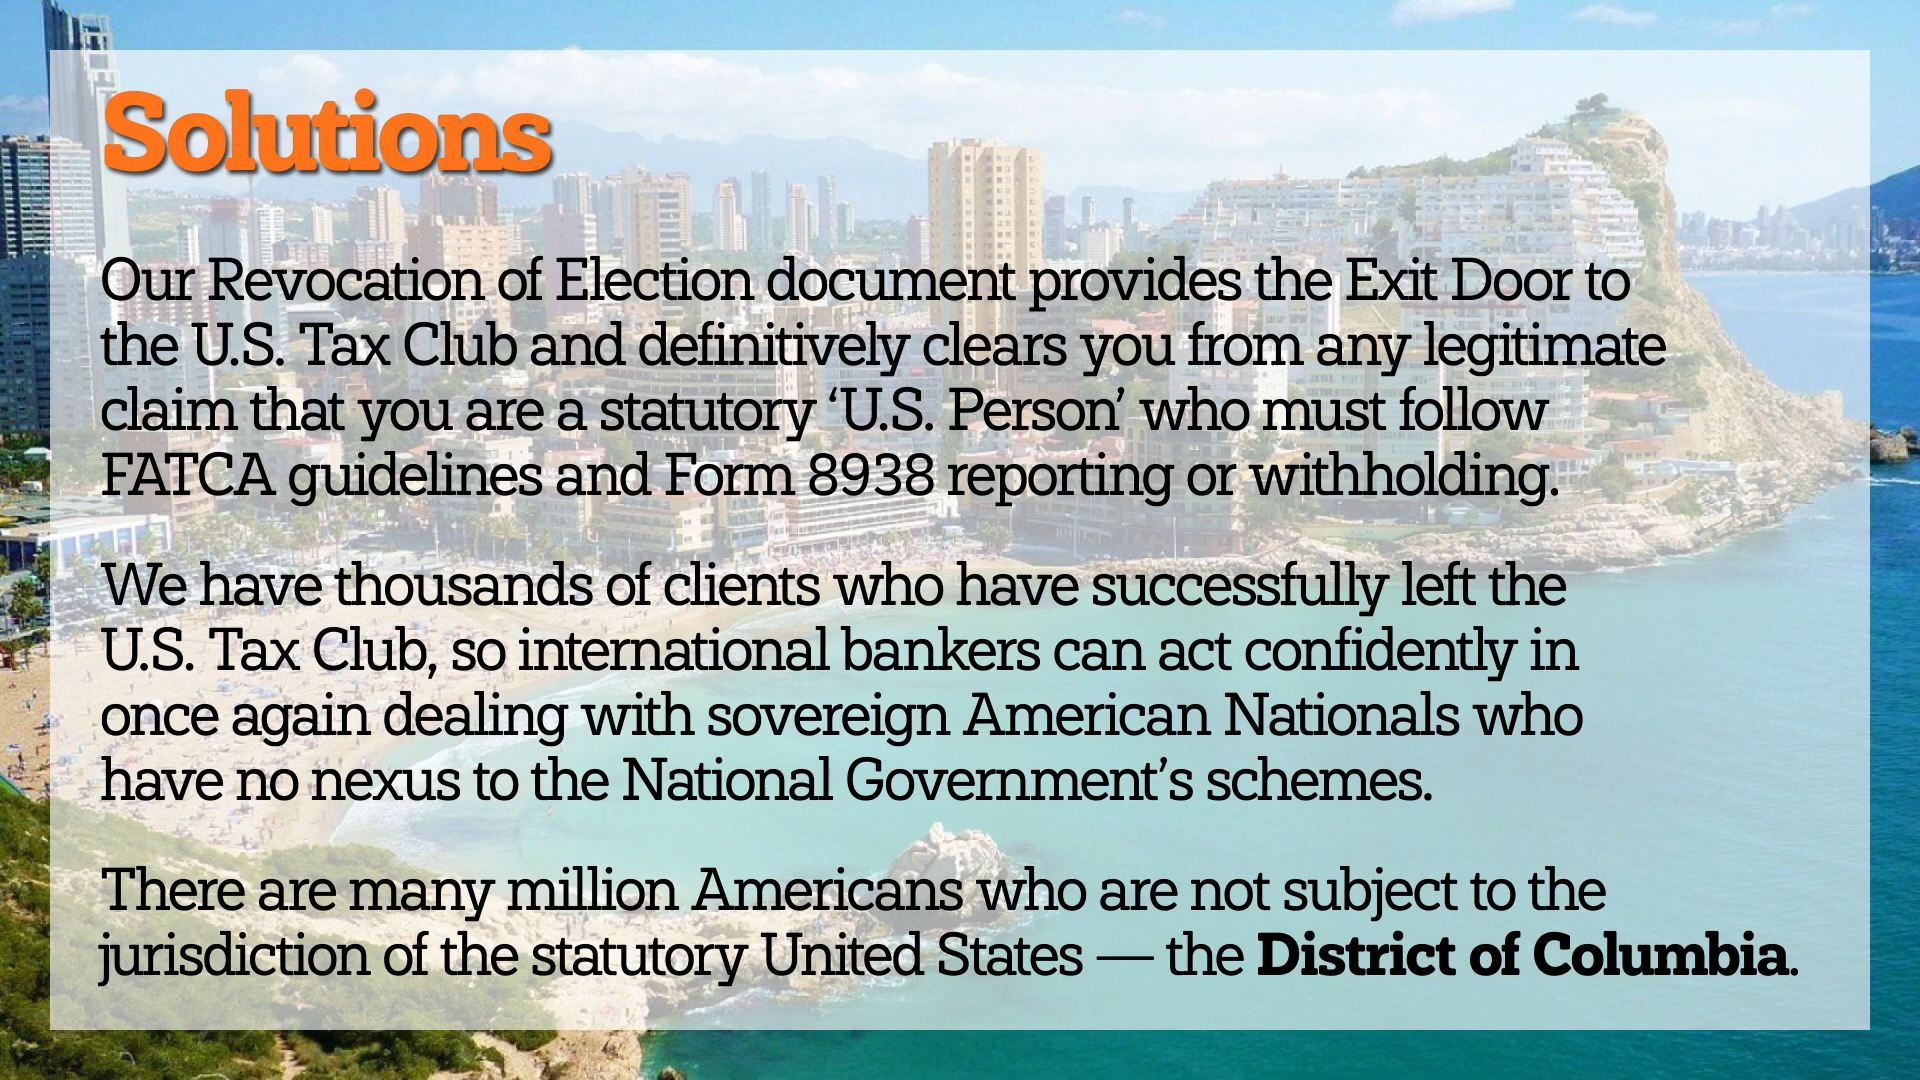 Solutions
Our Revocation of Election document provides the Exit Door to
the U.S. Tax Club and definitively clears you from any legitimate
claim that you are a statutory ‘U.S. Person’ who must follow
FATCA guidelines and Form 8938 reporting or withholding.
We have thousands of clients who have successfully left the
U.S. Tax Club, so international bankers can act confidently in
once again dealing with sovereign American Nationals who
have no nexus to the National Government’s schemes.
There are many million Americans who are not subject to the
jurisdiction of the statutory United States — the District of Columbia.